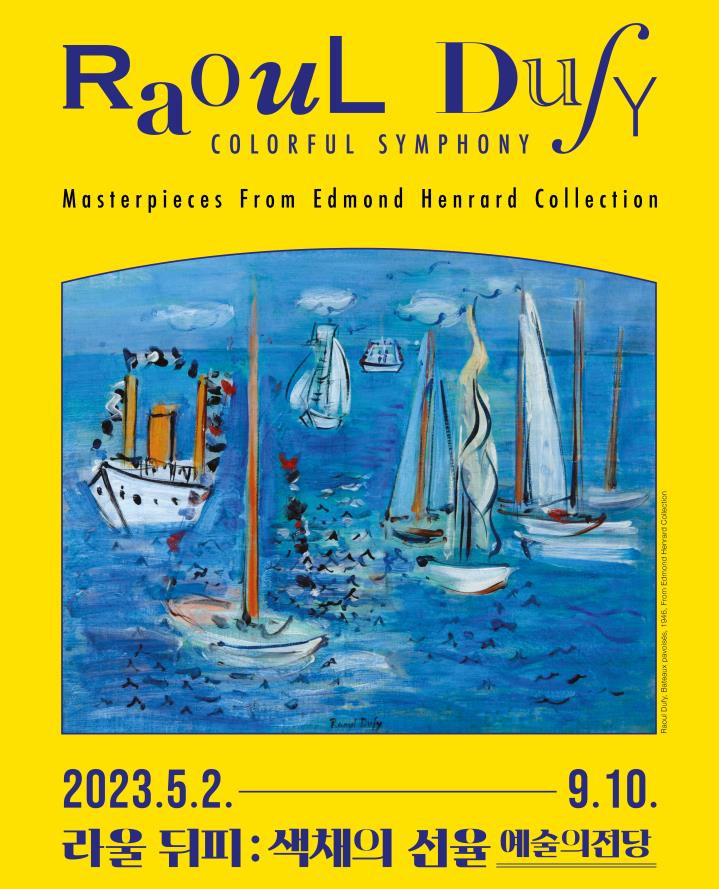 Raoul Dufy
COLORFUL SYMPHONY
Masterpieces From Edmond Henrard Collection
Raoul Dufy, Bateaux pavoisés, 1946, From Edmond Henrard Collection
Raoul Dufy
2023.5.2. 9.10.
라울 뒤피 : 색채의 선율 예술의전당